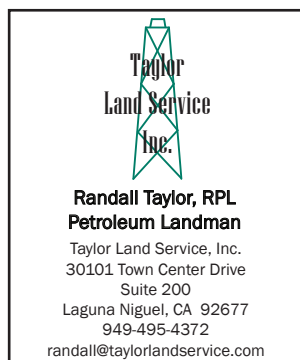 Taylor
Land Service
Inc.
Randall Taylor, RPL
Petroleum Landman
Taylor Land Service, Inc.
30101 Town Center Drive
Suite 200
Laguna Niguel, CA 92677
949-495-4372
randall@taylorlandservice.com